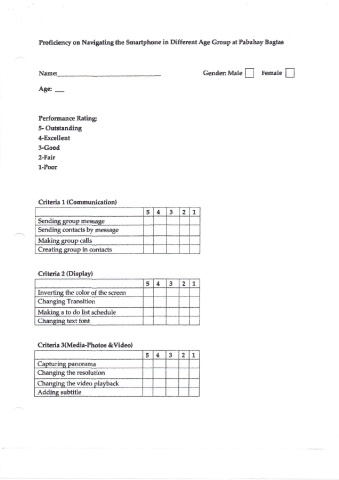 Proficiency on Navigating the Smartphone in Different Age Group at Pabahay Bagtas
Name: Gender: Male Female
Age:
Performance Rating:
5- Outstanding
4-Excellent
3-Good
2-Fair
1-Poor
Criteria 1 (Communication)
5 4 3 2 1
Sending group message
Sending contacts by message
Making group calls
Creating group in contacts
Criteria 2 (Display)
5 4 3 2 1
Inverting the color of the screen
Changing Transition
Making a to do list schedule
Changing text font
Criteria 3(Media-Photos &Video)
5 4 3 2 1
Capturing panorama
Changing the resolution
Changing the video playback
Adding subtitle